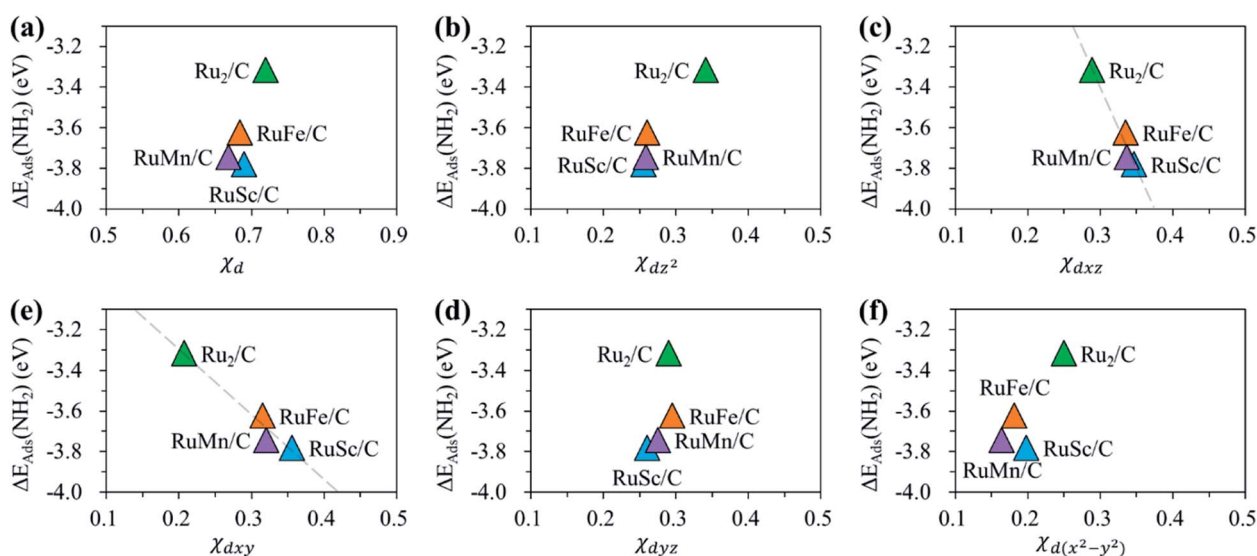 (a)
ΔE_Ads(NH₂) (eV)
-3.2
-3.4
-3.6
-3.8
-4.0
Ru₂/C
RuFe/C
RuMn/C
RuSc/C
0.5 0.6 0.7 0.8 0.9
χ_d
(b)
ΔE_Ads(NH₂) (eV)
-3.2
-3.4
-3.6
-3.8
-4.0
Ru₂/C
RuFe/C
RuSc/C RuMn/C
0.1 0.2 0.3 0.4 0.5
χ_dz²
(c)
ΔE_Ads(NH₂) (eV)
-3.2
-3.4
-3.6
-3.8
-4.0
Ru₂/C
RuFe/C
RuMn/C RuSc/C
0.1 0.2 0.3 0.4 0.5
χ_dxz
(e)
ΔE_Ads(NH₂) (eV)
-3.2
-3.4
-3.6
-3.8
-4.0
Ru₂/C
RuFe/C
RuMn/C RuSc/C
0.1 0.2 0.3 0.4 0.5
χ_dxy
(d)
ΔE_Ads(NH₂) (eV)
-3.2
-3.4
-3.6
-3.8
-4.0
Ru₂/C
RuFe/C
RuMn/C
RuSc/C
0.1 0.2 0.3 0.4 0.5
χ_dyz
(f)
ΔE_Ads(NH₂) (eV)
-3.2
-3.4
-3.6
-3.8
-4.0
Ru₂/C
RuFe/C
RuSc/C
RuMn/C
0.1 0.2 0.3 0.4 0.5
χ_d(x²−y²)